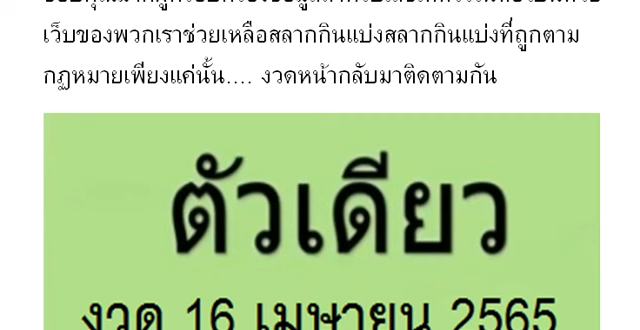 เว็บของพวกเราช่วยเหลือสลากกินแบ่งสลากกินแบ่งที่ถูกตาม
กฏหมายเพียงแค่นั้น.... งวดหน้ากลับมาติดตามกัน
ตัวเดียว
งวด 16 เมษายน 2565